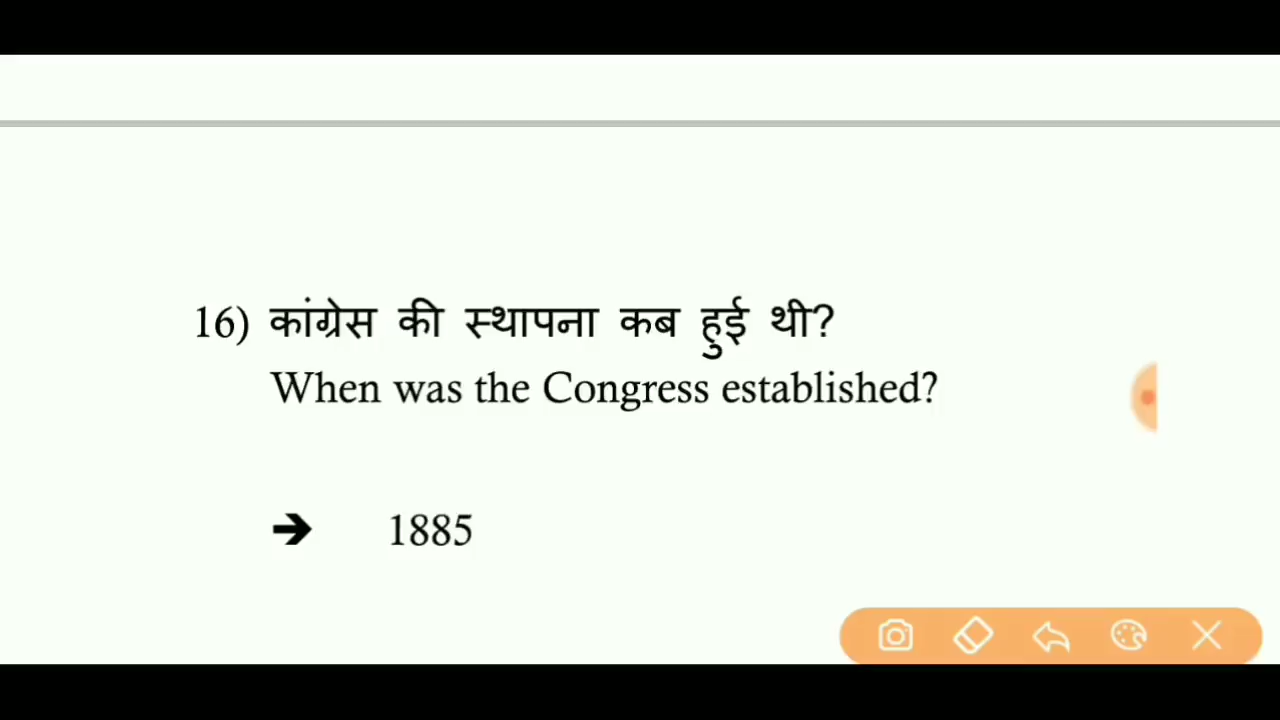 16) कांग्रेस की स्थापना कब हुई थी?
When was the Congress established?
➔ 1885